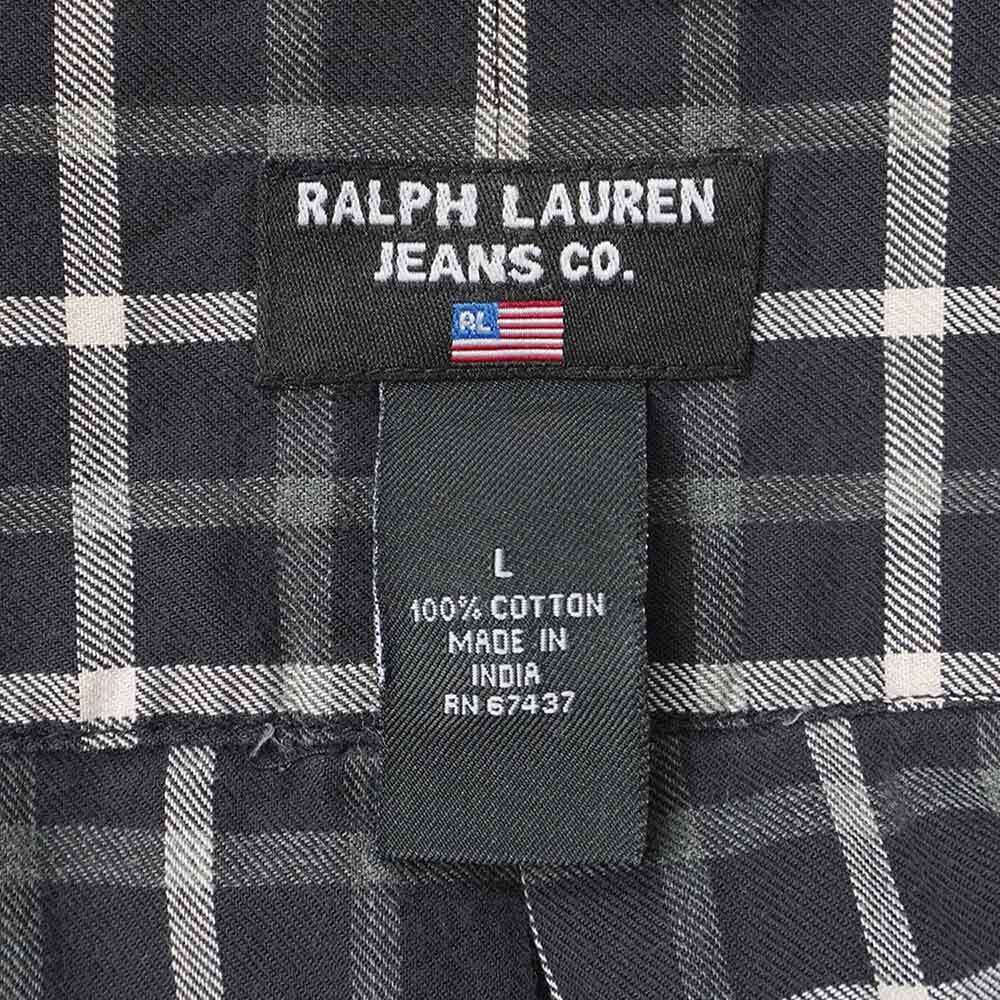 RALPH LAUREN
JEANS CO.
RL
L
100% COTTON
MADE IN
INDIA
RN 67437